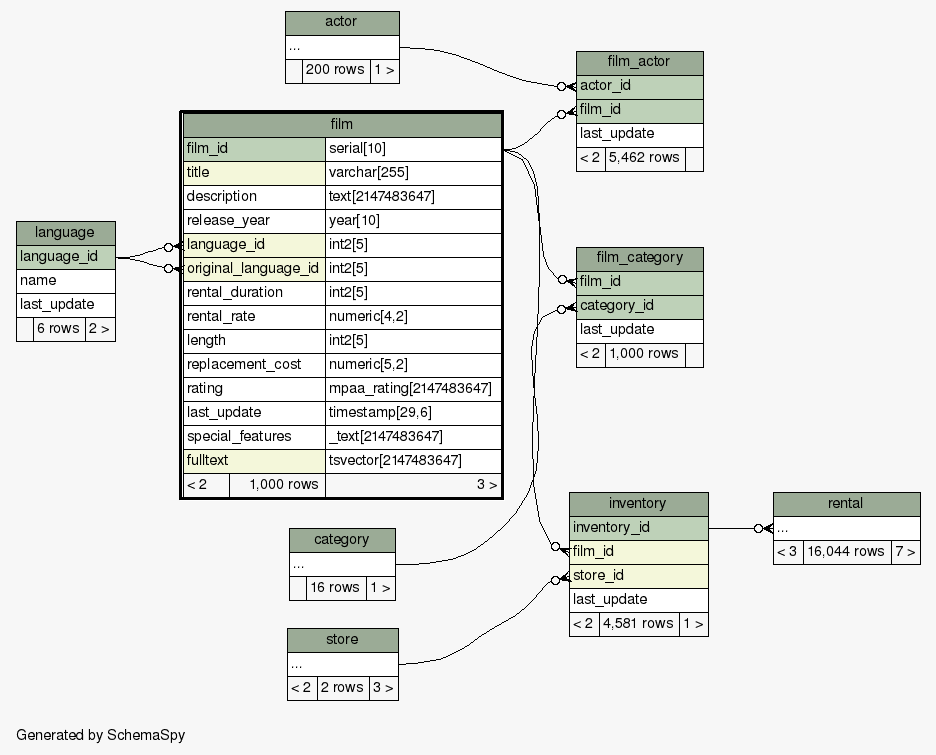 actor
...
200 rows 1 >
film_actor
actor_id
film_id
last_update
< 2 5,462 rows
film
film_id serial[10]
title varchar[255]
description text[2147483647]
release_year year[10]
language_id int2[5]
original_language_id int2[5]
rental_duration int2[5]
rental_rate numeric[4,2]
length int2[5]
replacement_cost numeric[5,2]
rating mpaa_rating[2147483647]
last_update timestamp[29,6]
special_features _text[2147483647]
fulltext tsvector[2147483647]
< 2 1,000 rows 3 >
language
language_id
name
last_update
6 rows 2 >
film_category
film_id
category_id
last_update
< 2 1,000 rows
inventory
inventory_id
film_id
store_id
last_update
< 2 4,581 rows 1 >
rental
...
< 3 16,044 rows 7 >
category
...
16 rows 1 >
store
...
< 2 2 rows 3 >
Generated by SchemaSpy